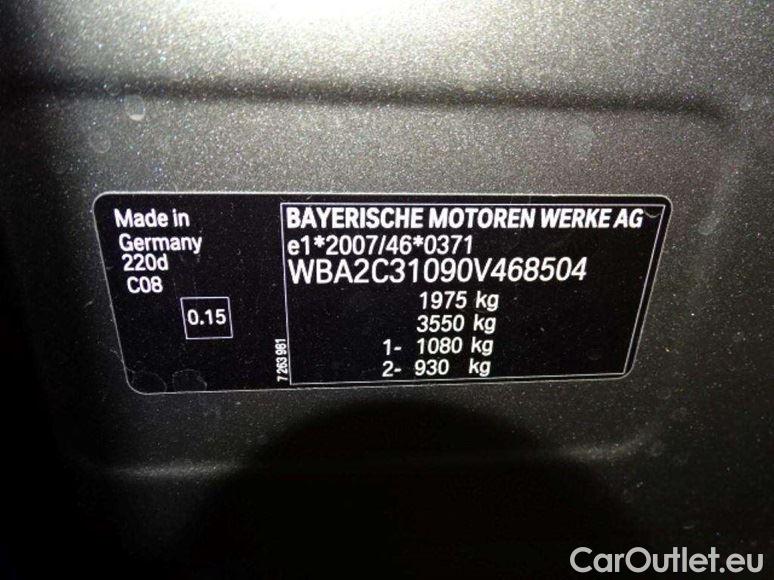 Made in
Germany
220d
C08
0.15
7 263 981
BAYERISCHE MOTOREN WERKE AG
e1*2007/46*0371
WBA2C31090V468504
1975 kg
3550 kg
1- 1080 kg
2- 930 kg
CarOutlet.eu